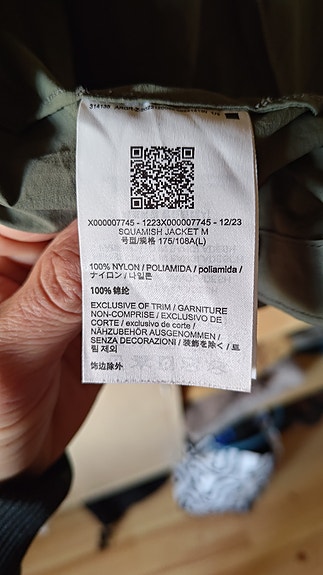 314139
X000007745 - 1223X000007745 - 12/23
SQUAMISH JACKET M
号型/规格 175/108A(L)
100% NYLON / POLIAMIDA / poliamida /
ナイロン / 나일론
100% 锦纶
EXCLUSIVE OF TRIM / GARNITURE
NON-COMPRISE / EXCLUSIVO DE
CORTE / exclusivo de corte /
NÄHZUBEHÖR AUSGENOMMEN /
SENZA DECORAZIONI / 装飾を除く / 트
림 제외
饰边除外